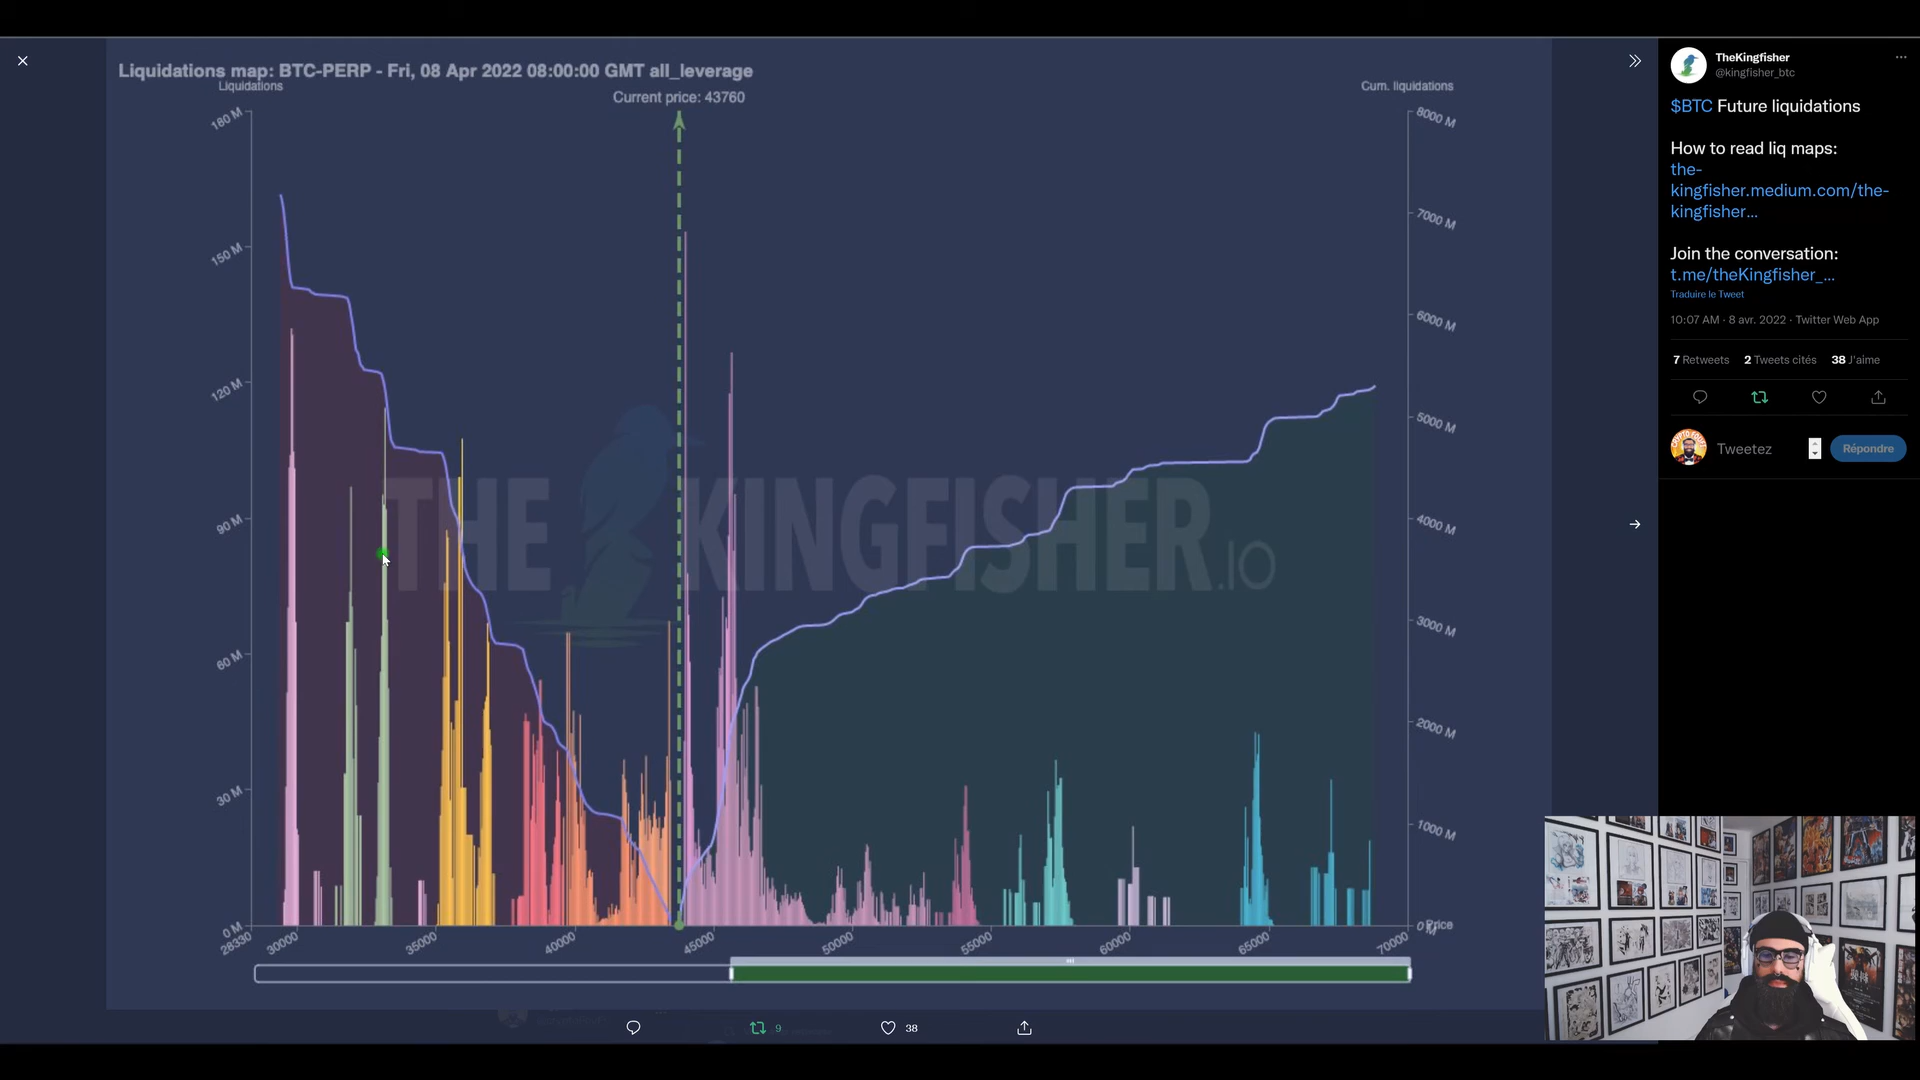 Liquidations map: BTC-PERP - Fri, 08 Apr 2022 08:00:00 GMT all_leverage
Liquidations
Current price: 43760
Cum. liquidations
180 M
150 M
120 M
90 M
60 M
30 M
0 M
8000 M
7000 M
6000 M
5000 M
4000 M
3000 M
2000 M
1000 M
0 M
Price
28330
30000
35000
40000
45000
50000
55000
60000
65000
70000
THE KINGFISHER.IO
9
38
TheKingfisher
@kingfisher_btc
$BTC Future liquidations
How to read liq maps:
the-
kingfisher.medium.com/the-
kingfisher…
Join the conversation:
t.me/theKingfisher_…
Traduire le Tweet
10:07 AM · 8 avr. 2022 · Twitter Web App
7 Retweets 2 Tweets cités 38 J'aime
Tweetez
Répondre